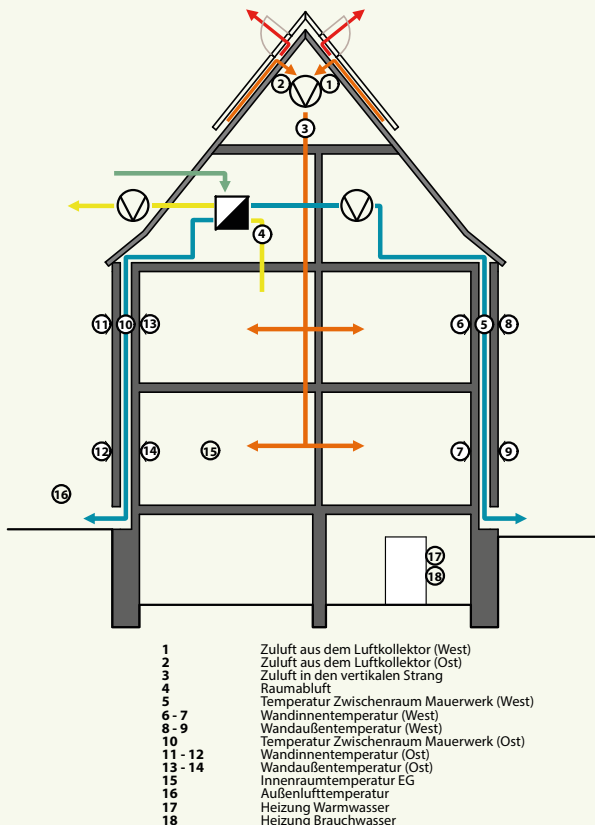 2
1
3
4
11
10
13
6
5
8
12
14
15
7
9
16
17
18
1 Zuluft aus dem Luftkollektor (West)
2 Zuluft aus dem Luftkollektor (Ost)
3 Zuluft in den vertikalen Strang
4 Raumabluft
5 Temperatur Zwischenraum Mauerwerk (West)
6 - 7 Wandinnentemperatur (West)
8 - 9 Wandaußentemperatur (West)
10 Temperatur Zwischenraum Mauerwerk (Ost)
11 - 12 Wandinnentemperatur (Ost)
13 - 14 Wandaußentemperatur (Ost)
15 Innenraumtemperatur EG
16 Außenlufttemperatur
17 Heizung Warmwasser
18 Heizung Brauchwasser